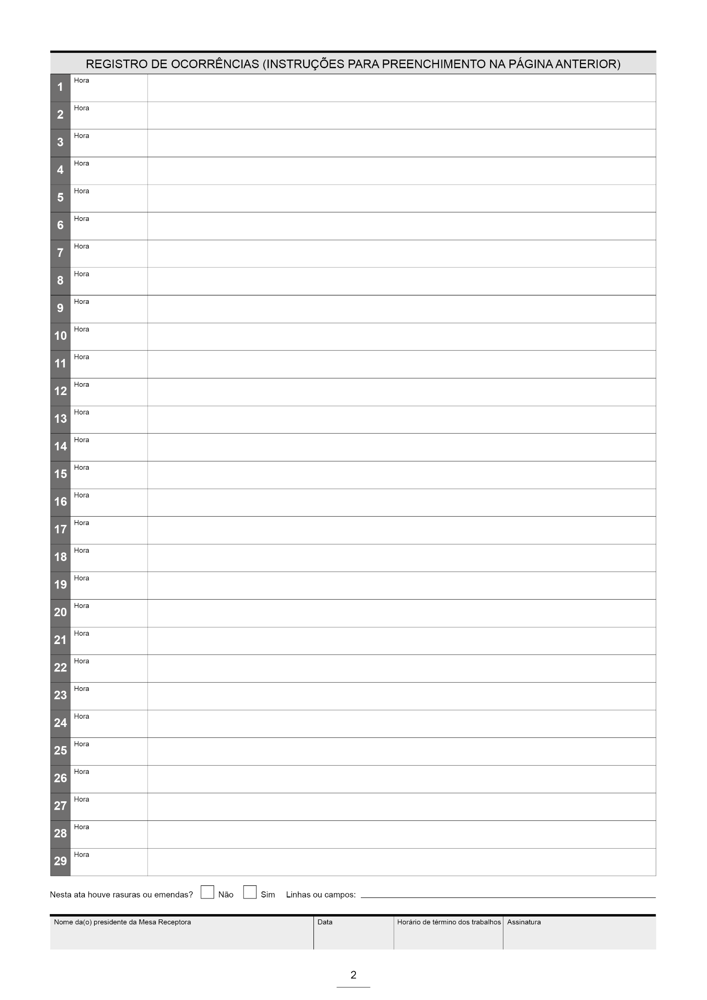 REGISTRO DE OCORRÊNCIAS (INSTRUÇÕES PARA PREENCHIMENTO NA PÁGINA ANTERIOR)
1 Hora
2 Hora
3 Hora
4 Hora
5 Hora
6 Hora
7 Hora
8 Hora
9 Hora
10 Hora
11 Hora
12 Hora
13 Hora
14 Hora
15 Hora
16 Hora
17 Hora
18 Hora
19 Hora
20 Hora
21 Hora
22 Hora
23 Hora
24 Hora
25 Hora
26 Hora
27 Hora
28 Hora
29 Hora
Nesta ata houve rasuras ou emendas? Não Sim Linhas ou campos:
Nome da(o) presidente da Mesa Receptora Data Horário de término dos trabalhos Assinatura
2